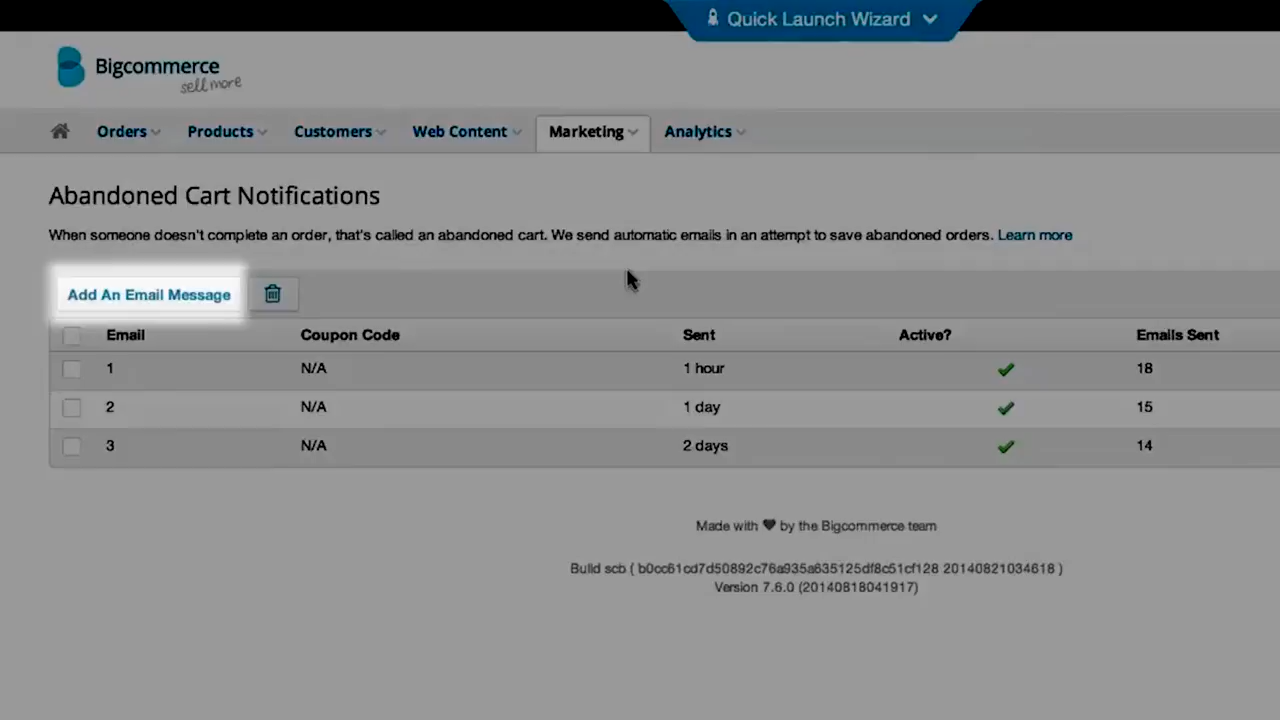 Quick Launch Wizard
Bigcommerce
sell more
Orders Products Customers Web Content Marketing Analytics
Abandoned Cart Notifications
When someone doesn't complete an order, that's called an abandoned cart. We send automatic emails in an attempt to save abandoned orders. Learn more
Add An Email Message
Email Coupon Code Sent Active? Emails Sent
1 N/A 1 hour 18
2 N/A 1 day 15
3 N/A 2 days 14
Made with ♥ by the Bigcommerce team
Build scb ( b0cc61cd7d50892c76a935a635125df8c51cf128 20140821034618 )
Version 7.6.0 (20140818041917)